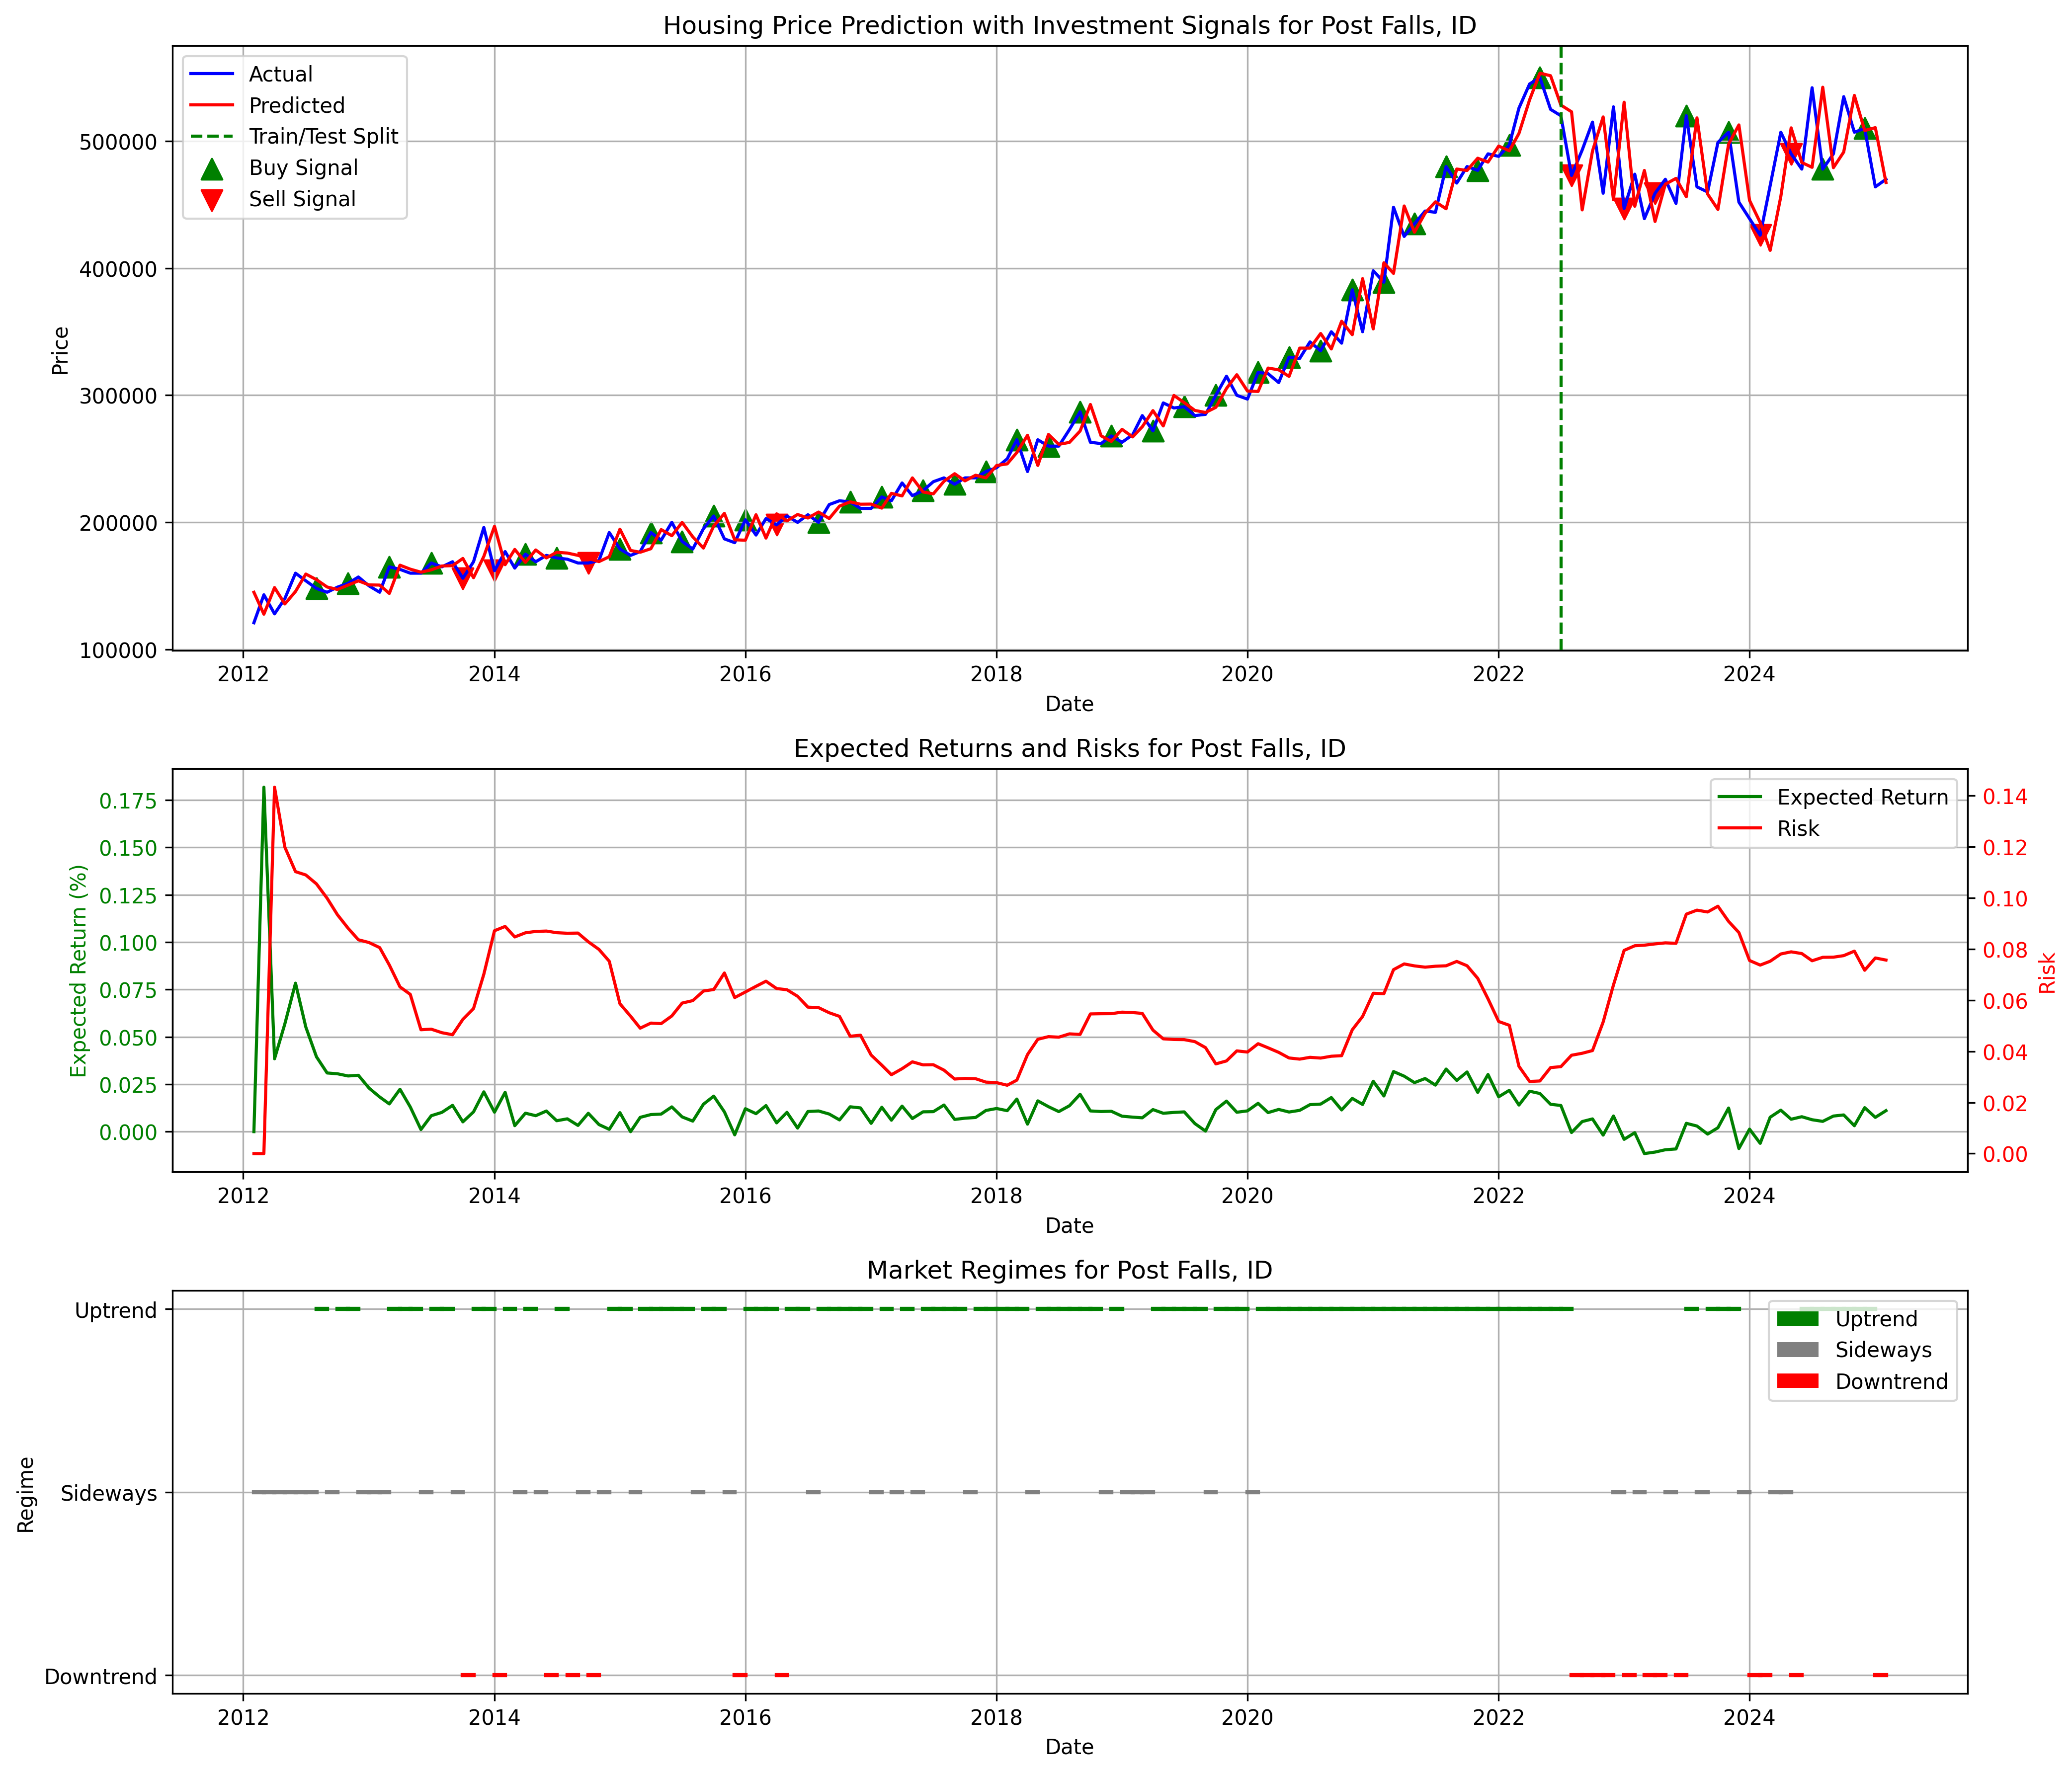 Housing Price Prediction with Investment Signals for Post Falls, ID
Actual
Predicted
Train/Test Split
Buy Signal
Sell Signal
Price
500000
400000
300000
200000
100000
2012 2014 2016 2018 2020 2022 2024
Date
Expected Returns and Risks for Post Falls, ID
Expected Return (%)
0.175
0.150
0.125
0.100
0.075
0.050
0.025
0.000
Expected Return
Risk
0.14
0.12
0.10
0.08
0.06
0.04
0.02
0.00
Risk
2012 2014 2016 2018 2020 2022 2024
Date
Market Regimes for Post Falls, ID
Regime
Uptrend
Sideways
Downtrend
Uptrend
Sideways
Downtrend
2012 2014 2016 2018 2020 2022 2024
Date